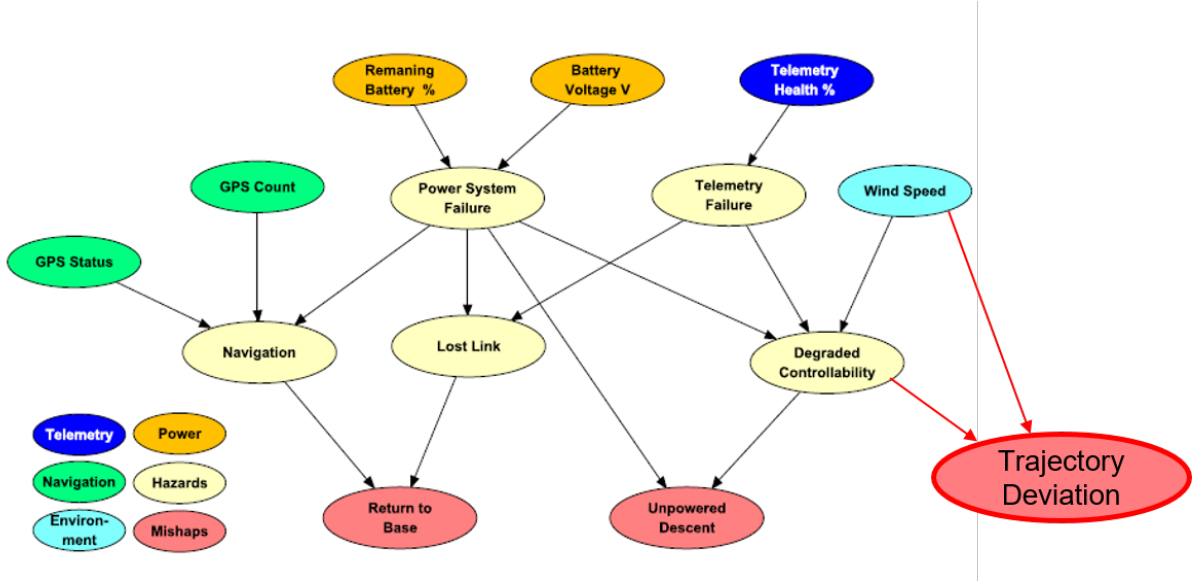 Remaning
Battery %
Battery
Voltage V
Telemetry
Health %
GPS Count
Power System
Failure
Telemetry
Failure
Wind Speed
GPS Status
Navigation
Lost Link
Degraded
Controllability
Telemetry
Power
Navigation
Hazards
Environ-
ment
Mishaps
Return to
Base
Unpowered
Descent
Trajectory
Deviation